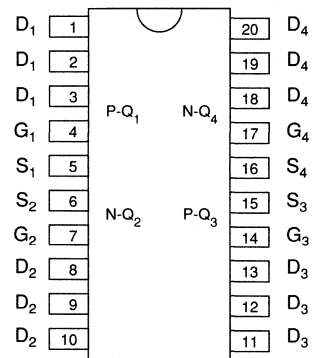 D₁ 1 20 D₄
D₁ 2 19 D₄
D₁ 3 18 D₄
P-Q₁ N-Q₄
G₁ 4 17 G₄
S₁ 5 16 S₄
S₂ 6 15 S₃
N-Q₂ P-Q₃
G₂ 7 14 G₃
D₂ 8 13 D₃
D₂ 9 12 D₃
D₂ 10 11 D₃